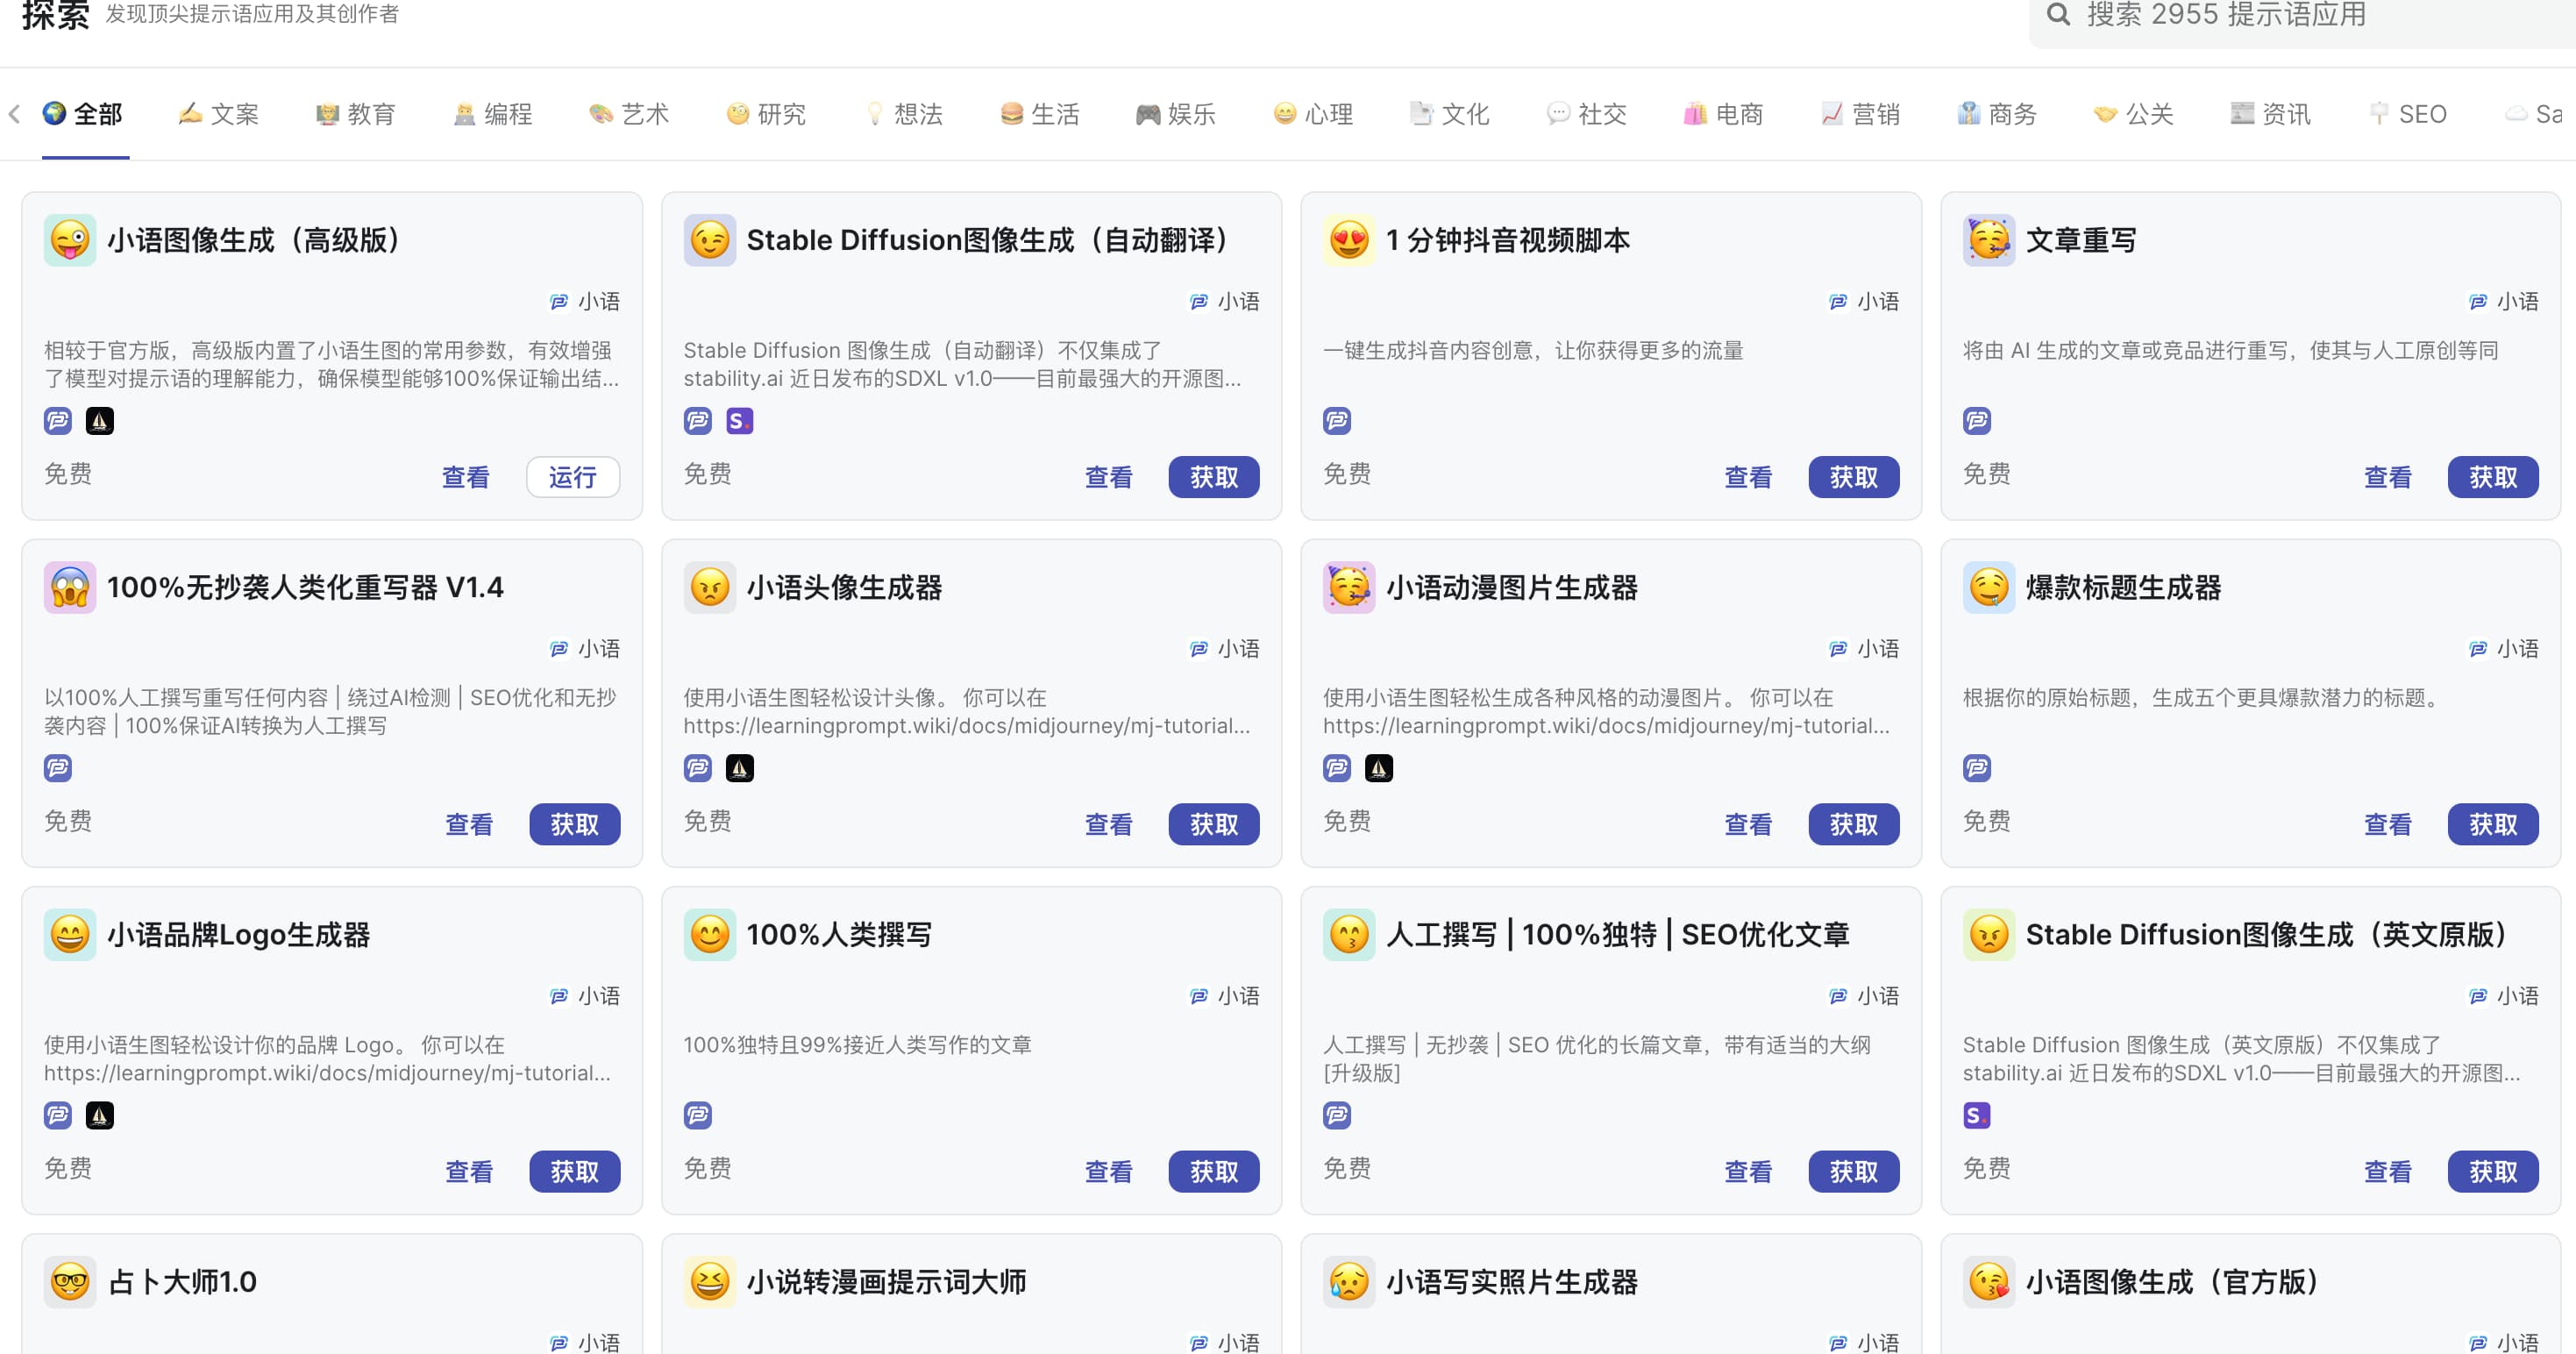 探索 发现顶尖提示语应用及其创作者
搜索 2955 提示语应用
全部 文案 教育 编程 艺术 研究 想法 生活 娱乐 心理 文化 社交 电商 营销 商务 公关 资讯 SEO Sa
小语图像生成（高级版）
小语
相较于官方版，高级版内置了小语生图的常用参数，有效增强
了模型对提示语的理解能力，确保模型能够100%保证输出结...
免费 查看 运行
Stable Diffusion图像生成（自动翻译）
小语
Stable Diffusion 图像生成（自动翻译）不仅集成了
stability.ai 近日发布的SDXL v1.0——目前最强大的开源图...
S.
免费 查看 获取
1 分钟抖音视频脚本
小语
一键生成抖音内容创意，让你获得更多的流量
免费 查看 获取
文章重写
小语
将由 AI 生成的文章或竞品进行重写，使其与人工原创等同
免费 查看 获取
100%无抄袭人类化重写器 V1.4
小语
以100%人工撰写重写任何内容 | 绕过AI检测 | SEO优化和无抄
袭内容 | 100%保证AI转换为人工撰写
免费 查看 获取
小语头像生成器
小语
使用小语生图轻松设计头像。 你可以在
https://learningprompt.wiki/docs/midjourney/mj-tutorial...
免费 查看 获取
小语动漫图片生成器
小语
使用小语生图轻松生成各种风格的动漫图片。 你可以在
https://learningprompt.wiki/docs/midjourney/mj-tutorial...
免费 查看 获取
爆款标题生成器
小语
根据你的原始标题，生成五个更具爆款潜力的标题。
免费 查看 获取
小语品牌Logo生成器
小语
使用小语生图轻松设计你的品牌 Logo。 你可以在
https://learningprompt.wiki/docs/midjourney/mj-tutorial...
免费 查看 获取
100%人类撰写
小语
100%独特且99%接近人类写作的文章
免费 查看 获取
人工撰写 | 100%独特 | SEO优化文章
小语
人工撰写 | 无抄袭 | SEO 优化的长篇文章，带有适当的大纲
[升级版]
免费 查看 获取
Stable Diffusion图像生成（英文原版）
小语
Stable Diffusion 图像生成（英文原版）不仅集成了
stability.ai 近日发布的SDXL v1.0——目前最强大的开源图...
S.
免费 查看 获取
占卜大师1.0
小语
小说转漫画提示词大师
小语
小语写实照片生成器
小语
小语图像生成（官方版）
小语